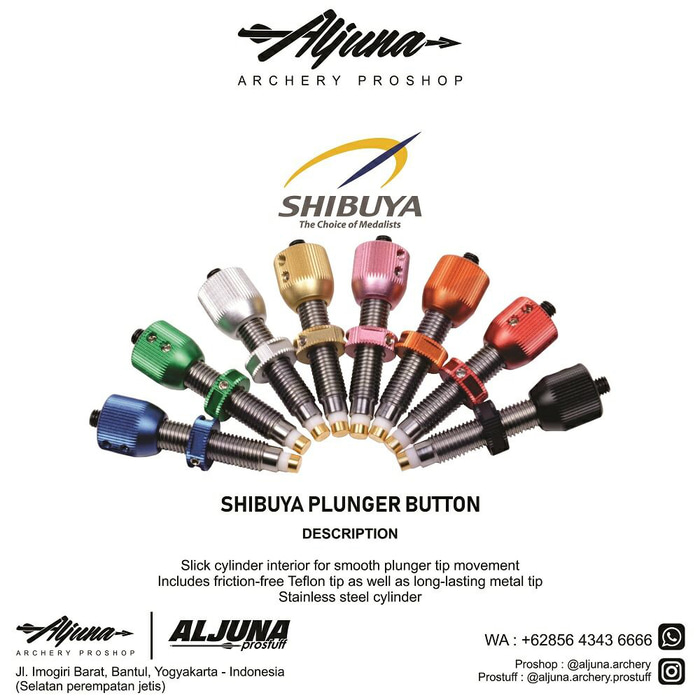 Aljuna
ARCHERY PROSHOP
SHIBUYA
The Choice of Medalists
SHIBUYA PLUNGER BUTTON
DESCRIPTION
Slick cylinder interior for smooth plunger tip movement
Includes friction-free Teflon tip as well as long-lasting metal tip
Stainless steel cylinder
Aljuna
ARCHERY PROSHOP
ALJUNA
prostuff
Jl. Imogiri Barat, Bantul, Yogyakarta - Indonesia
(Selatan perempatan jetis)
WA : +62856 4343 6666
Proshop : @aljuna.archery
Prostuff : @aljuna.archery.prostuff